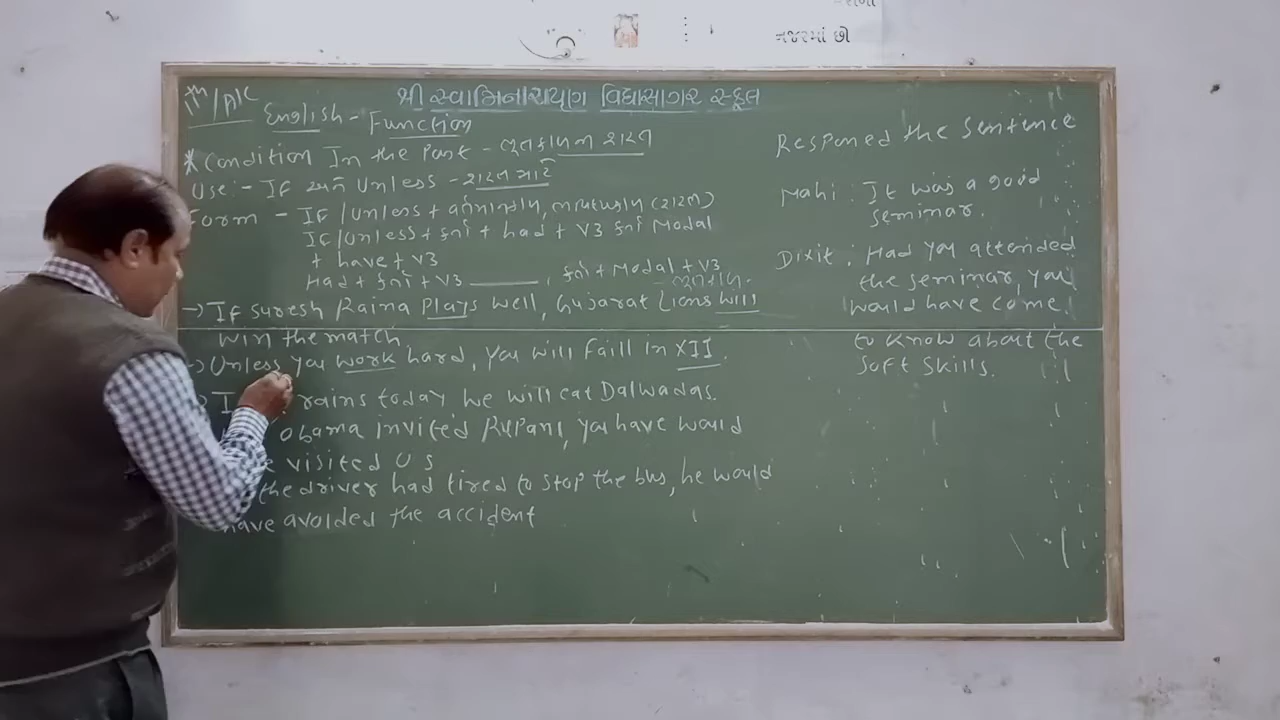 નજરમાં છો
શ્રી સ્વામિનારાયણ વિદ્યાસાગર સ્કૂલ
English - Function
* Condition In the Past - ભૂતકાળની શરત
Use :- If અને Unless - શરત માટે
Form - If / Unless +
If / Unless + કર્તા + had + V3 કર્તા Modal
+ have + V3
Had + કર્તા + V3 ———, કર્તા + Modal + V3
→ If suresh Raina Plays well, Gujarat Lions will
win the match.
→ Unless you work hard, you will faill in XII.
rains today we will eat Dalwadas.
obama invited Rupani, you have would
visited US
the driver had tired to stop the bus, he would
have avoided the accident
Responed the Sentence
Mahi : It was a good
seminar.
Dixit : Had you attended
the seminar, you
would have come
to know about the
soft skills.